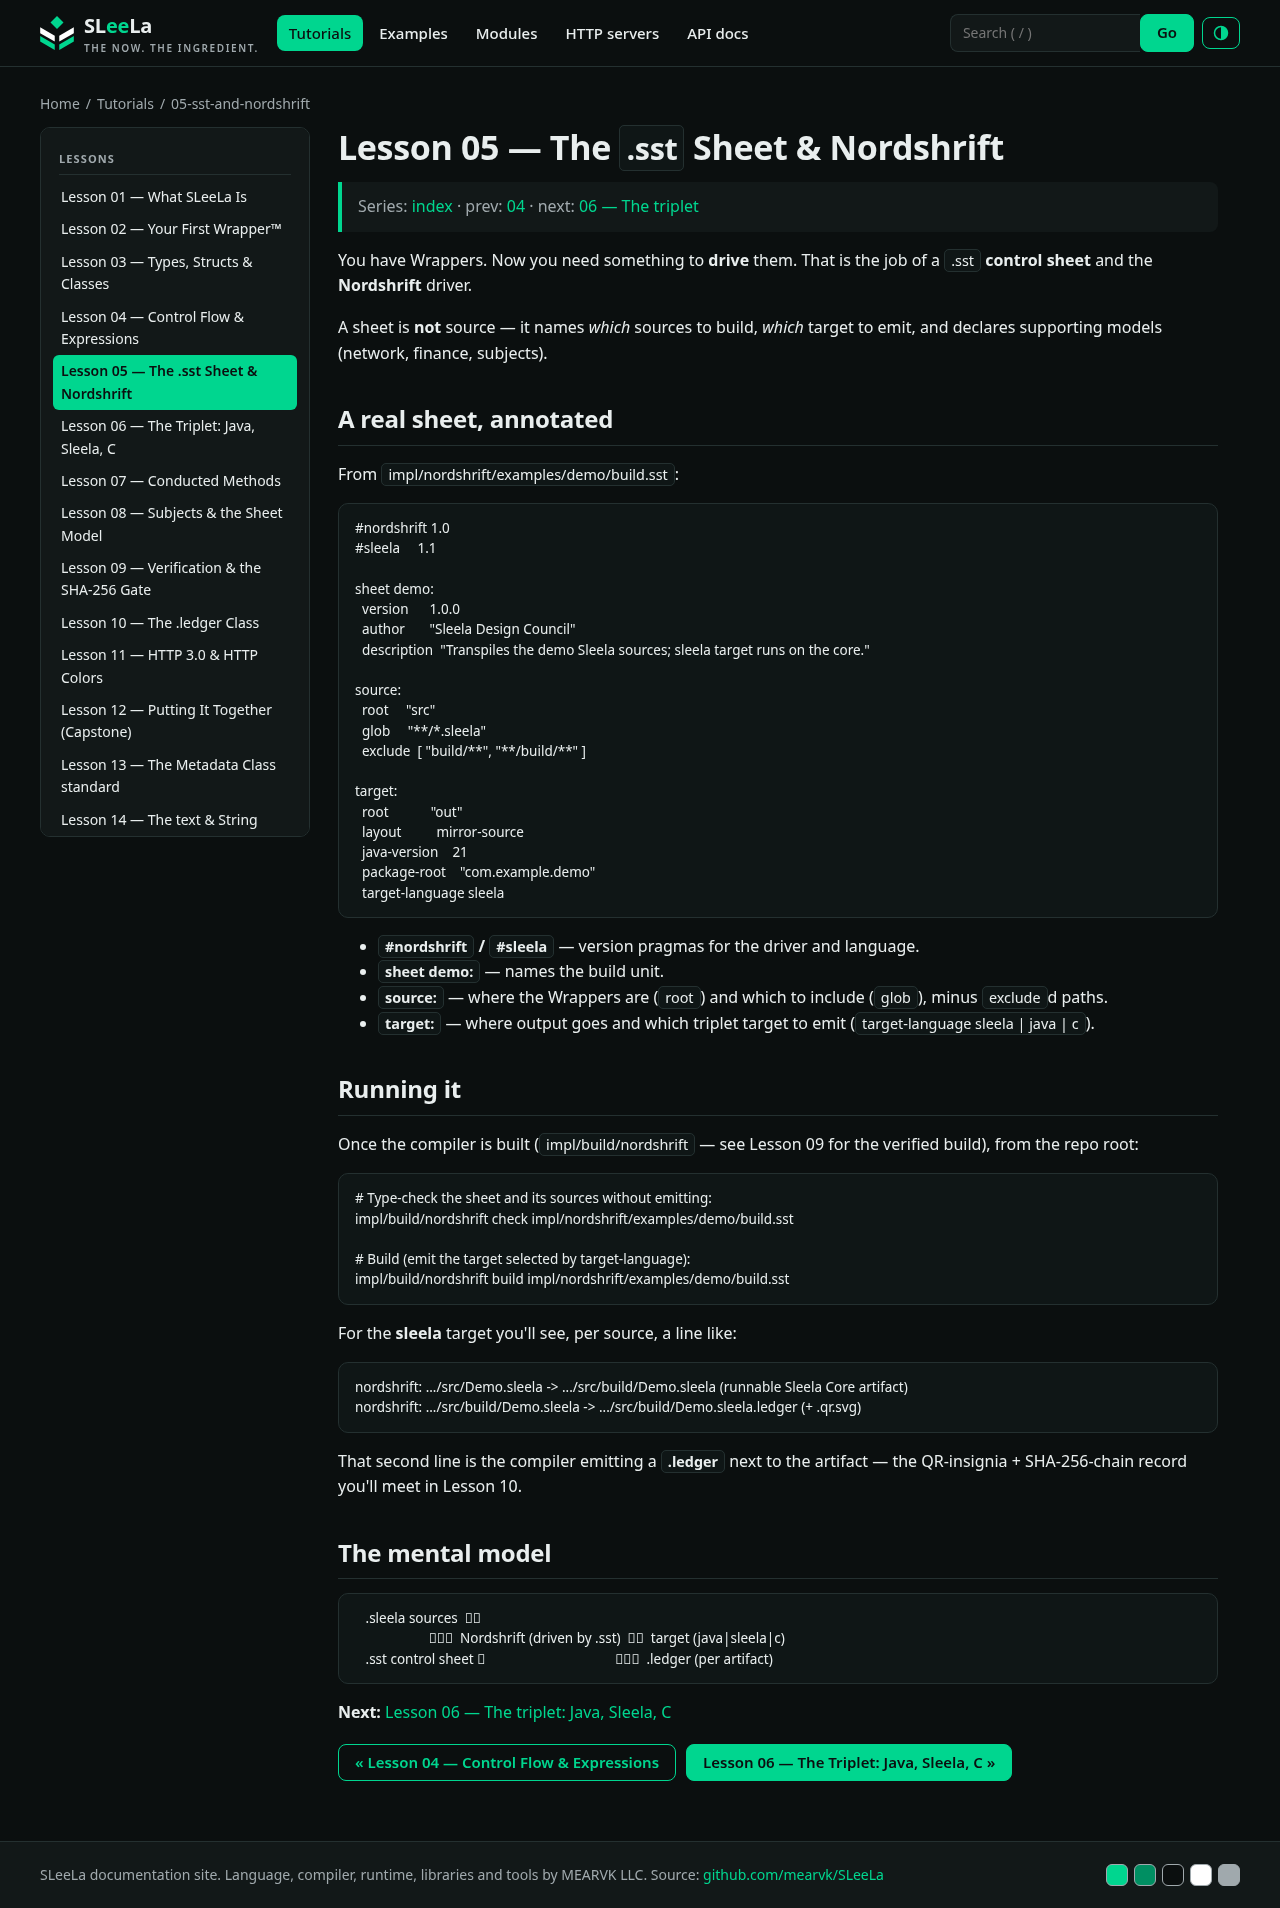 SLeeLa
THE NOW. THE INGREDIENT.
Tutorials
Examples
Modules
HTTP servers
API docs
Search ( / )
Go
Home / Tutorials / 05-sst-and-nordshrift
LESSONS
Lesson 01 — What SLeeLa Is
Lesson 02 — Your First Wrapper™
Lesson 03 — Types, Structs &
Classes
Lesson 04 — Control Flow &
Expressions
Lesson 05 — The .sst Sheet &
Nordshrift
Lesson 06 — The Triplet: Java,
Sleela, C
Lesson 07 — Conducted Methods
Lesson 08 — Subjects & the Sheet
Model
Lesson 09 — Verification & the
SHA-256 Gate
Lesson 10 — The .ledger Class
Lesson 11 — HTTP 3.0 & HTTP
Colors
Lesson 12 — Putting It Together
(Capstone)
Lesson 13 — The Metadata Class
standard
Lesson 14 — The text & String
Lesson 05 — The .sst Sheet & Nordshrift
Series: index · prev: 04 · next: 06 — The triplet
You have Wrappers. Now you need something to drive them. That is the job of a .sst control sheet and the
Nordshrift driver.
A sheet is not source — it names which sources to build, which target to emit, and declares supporting models
(network, finance, subjects).
A real sheet, annotated
From impl/nordshrift/examples/demo/build.sst:
#nordshrift 1.0
#sleela 1.1
sheet demo:
version 1.0.0
author "Sleela Design Council"
description "Transpiles the demo Sleela sources; sleela target runs on the core."
source:
root "src"
glob "**/*.sleela"
exclude [ "build/**", "**/build/**" ]
target:
root "out"
layout mirror-source
java-version 21
package-root "com.example.demo"
target-language sleela
• #nordshrift / #sleela — version pragmas for the driver and language.
• sheet demo: — names the build unit.
• source: — where the Wrappers are (root) and which to include (glob), minus excluded paths.
• target: — where output goes and which triplet target to emit (target-language sleela | java | c).
Running it
Once the compiler is built (impl/build/nordshrift — see Lesson 09 for the verified build), from the repo root:
# Type-check the sheet and its sources without emitting:
impl/build/nordshrift check impl/nordshrift/examples/demo/build.sst
# Build (emit the target selected by target-language):
impl/build/nordshrift build impl/nordshrift/examples/demo/build.sst
For the sleela target you'll see, per source, a line like:
nordshrift: .../src/Demo.sleela -> .../src/build/Demo.sleela (runnable Sleela Core artifact)
nordshrift: .../src/build/Demo.sleela -> .../src/build/Demo.sleela.ledger (+ .qr.svg)
That second line is the compiler emitting a .ledger next to the artifact — the QR-insignia + SHA-256-chain record
you'll meet in Lesson 10.
The mental model
.sleela sources
Nordshrift (driven by .sst) target (java|sleela|c)
.sst control sheet .ledger (per artifact)
Next: Lesson 06 — The triplet: Java, Sleela, C
« Lesson 04 — Control Flow & Expressions
Lesson 06 — The Triplet: Java, Sleela, C »
SLeeLa documentation site. Language, compiler, runtime, libraries and tools by MEARVK LLC. Source: github.com/mearvk/SLeeLa